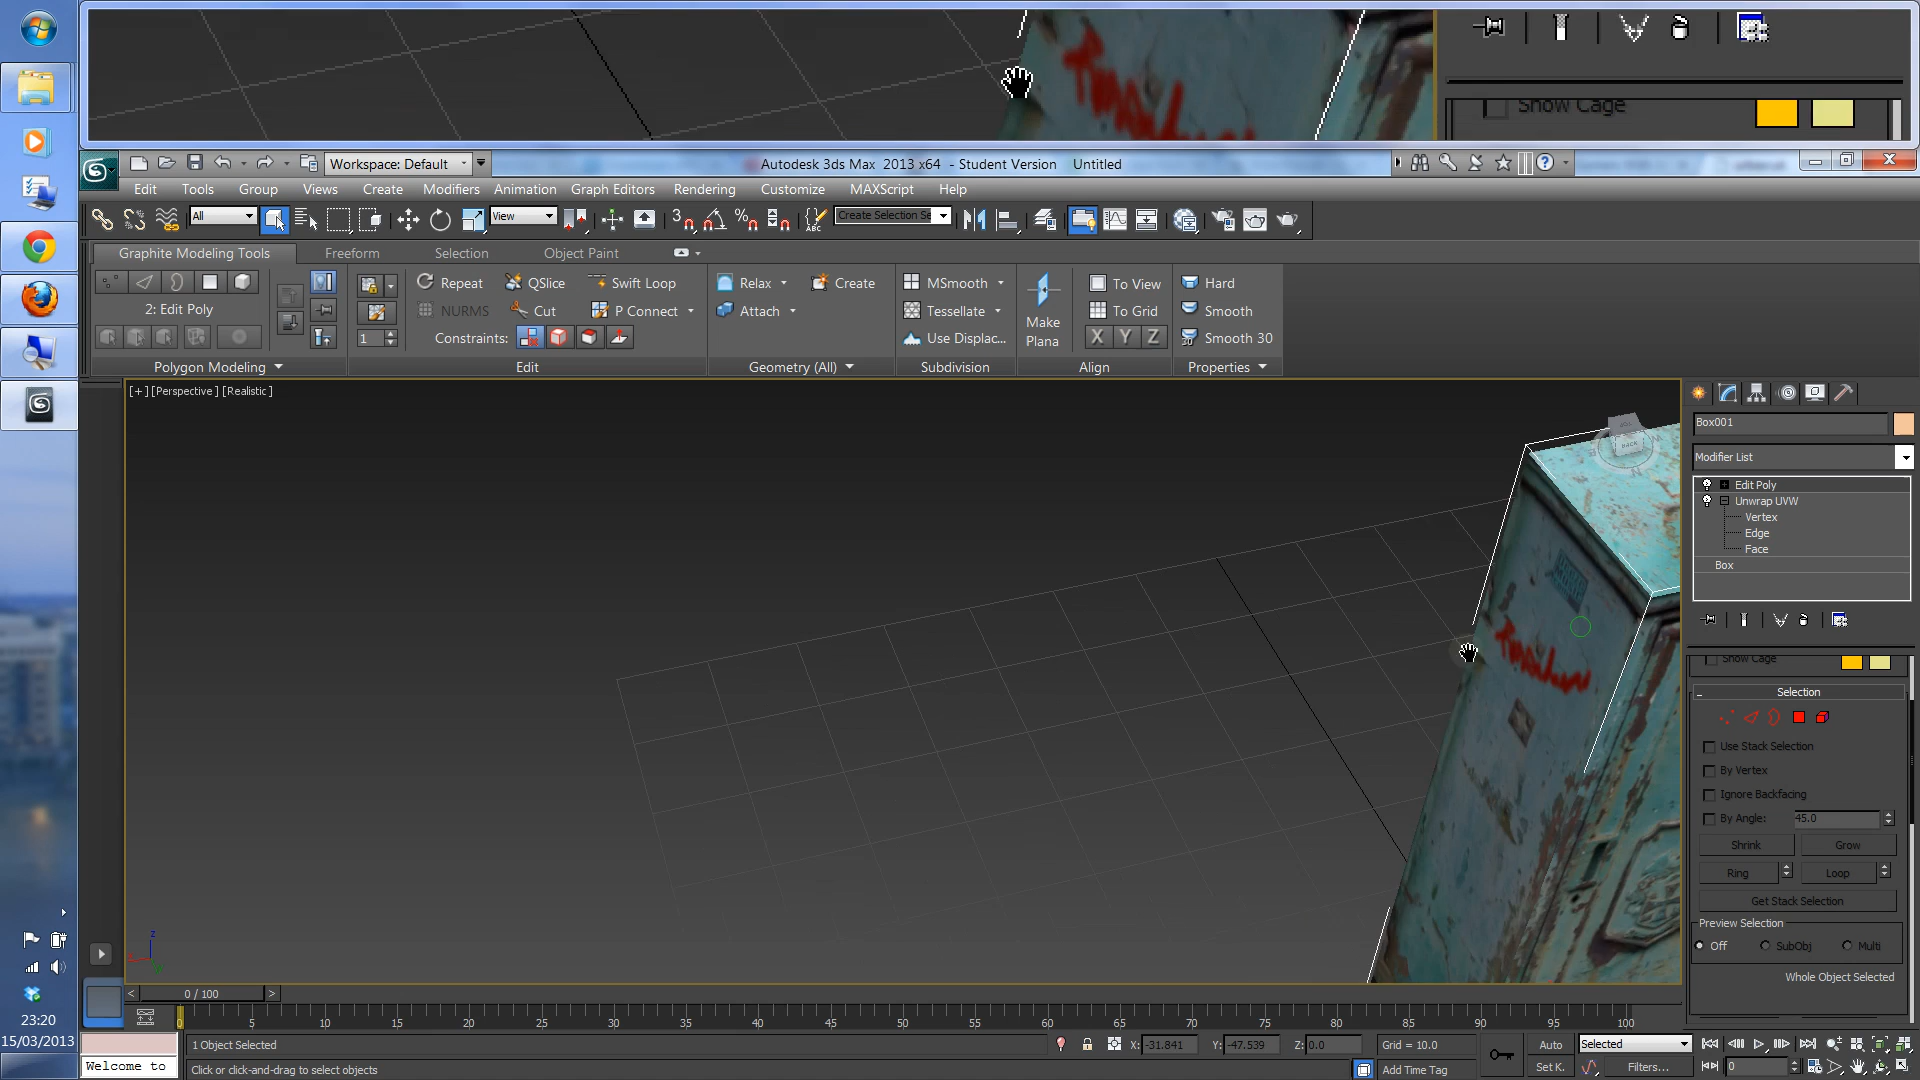 Show Cage
Workspace: Default
Autodesk 3ds Max 2013 x64 - Student Version Untitled
Edit Tools Group Views Create Modifiers Animation Graph Editors Rendering Customize MAXScript Help
All
View
3
%
ABC
Create Selection Se
Graphite Modeling Tools Freeform Selection Object Paint
Repeat QSlice Swift Loop Relax Create MSmooth To View Hard
2: Edit Poly NURMS Cut P Connect Attach Tessellate Make To Grid Smooth
1 Constraints: Use Displac... Plana X Y Z 30 Smooth 30
Polygon Modeling Edit Geometry (All) Subdivision Align Properties
[+] [Perspective] [Realistic]
BACK
Box001
Modifier List
Edit Poly
Unwrap UVW
Vertex
Edge
Face
Box
Show Cage
Selection
Use Stack Selection
By Vertex
Ignore Backfacing
By Angle: 45.0
Shrink Grow
Ring Loop
Get Stack Selection
Preview Selection
Off SubObj Multi
Whole Object Selected
z
< 0 / 100 >
0 5 10 15 20 25 30 35 40 45 50 55 60 65 70 75 80 85 90 95 100
23:20
15/03/2013
1 Object Selected X: -31.841 Y: -47.539 Z: 0.0 Grid = 10.0 Auto Selected
Welcome to Click or click-and-drag to select objects Add Time Tag Set K. Filters... 0